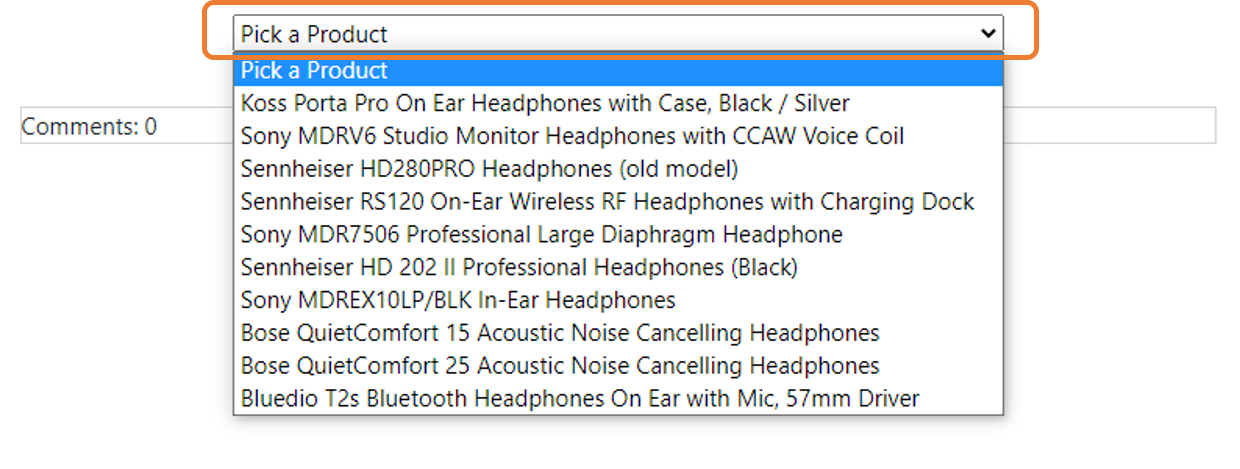 Pick a Product
Pick a Product
Koss Porta Pro On Ear Headphones with Case, Black / Silver
Comments: 0
Sony MDRV6 Studio Monitor Headphones with CCAW Voice Coil
Sennheiser HD280PRO Headphones (old model)
Sennheiser RS120 On-Ear Wireless RF Headphones with Charging Dock
Sony MDR7506 Professional Large Diaphragm Headphone
Sennheiser HD 202 II Professional Headphones (Black)
Sony MDREX10LP/BLK In-Ear Headphones
Bose QuietComfort 15 Acoustic Noise Cancelling Headphones
Bose QuietComfort 25 Acoustic Noise Cancelling Headphones
Bluedio T2s Bluetooth Headphones On Ear with Mic, 57mm Driver